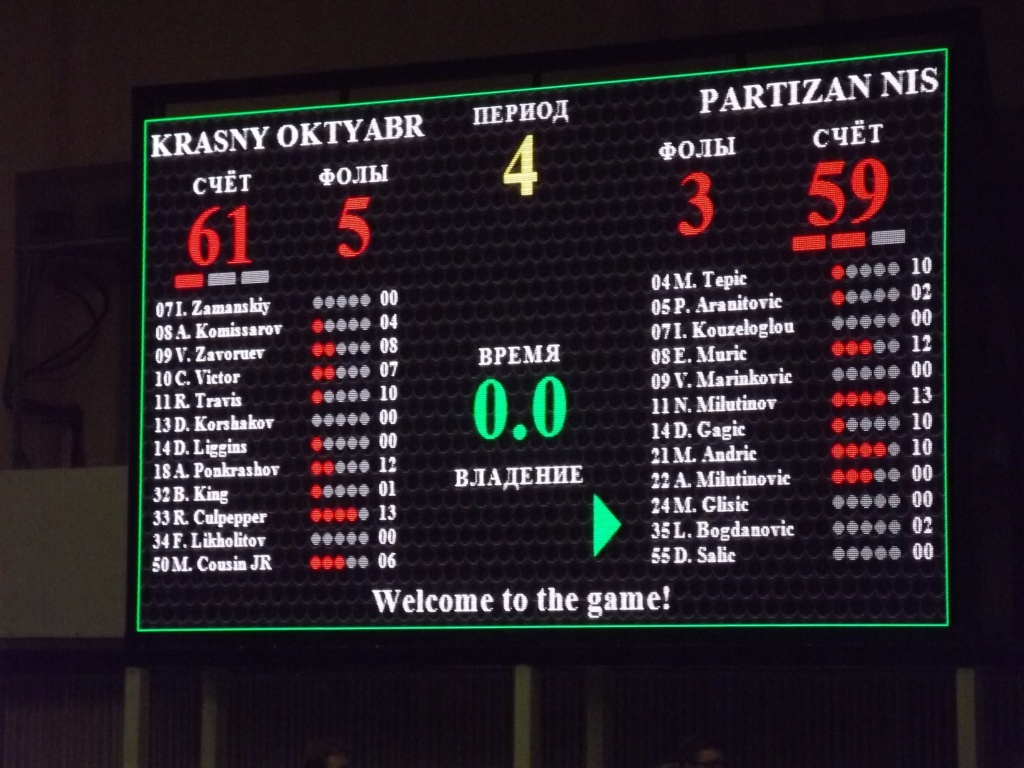 KRASNY OKTYABR
ПЕРИОД
PARTIZAN NIS
4
СЧЁТ
ФОЛЫ
ФОЛЫ
СЧЁТ
61
5
3
59
07 I. Zamanskiy 00
08 A. Komissarov 04
09 V. Zavoruev 08
10 C. Victor 07
11 R. Travis 10
13 D. Korshakov 00
14 D. Liggins 00
18 A. Ponkrashov 12
32 B. King 01
33 R. Culpepper 13
34 F. Likholitov 00
50 M. Cousin JR 06
ВРЕМЯ
0.0
ВЛАДЕНИЕ
04 M. Tepic 10
05 P. Aranitovic 02
07 I. Kouzeloglou 00
08 E. Muric 12
09 V. Marinkovic 00
11 N. Milutinov 13
14 D. Gagic 10
21 M. Andric 10
22 A. Milutinovic 00
24 M. Glisic 00
35 L. Bogdanovic 02
55 D. Salic 00
Welcome to the game!